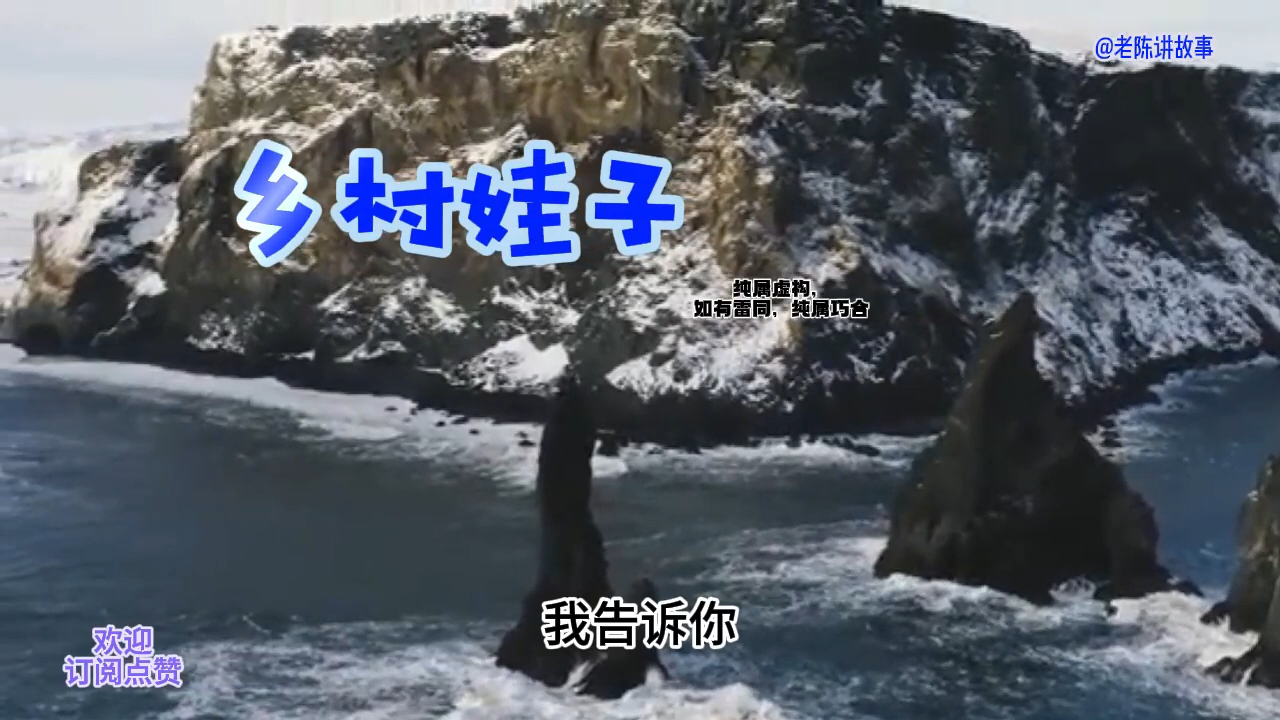 @老陈讲故事
乡村娃子
纯属虚构，
如有雷同，纯属巧合
我告诉你
欢迎
订阅点赞